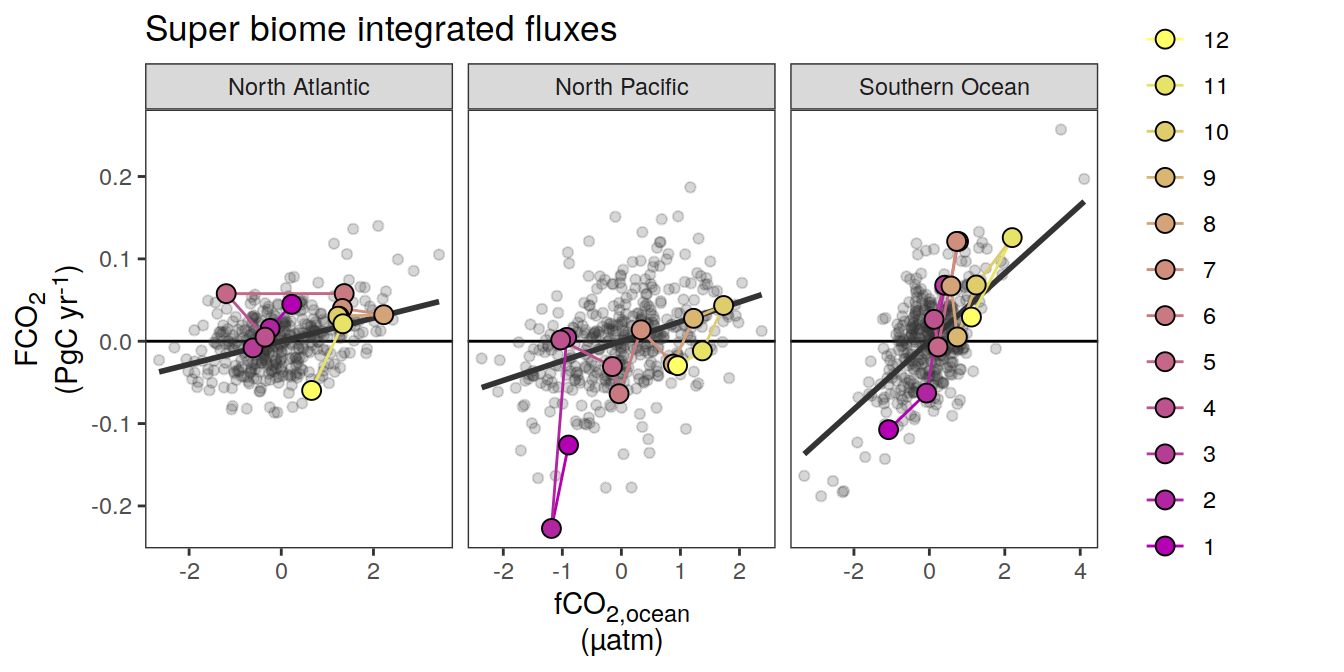 Super biome integrated fluxes
North Atlantic
North Pacific
Southern Ocean
FCO₂
(PgC yr⁻¹)
0.2
0.1
0.0
-0.1
-0.2
-2 0 2
-2 -1 0 1 2
-2 0 2 4
fCO₂,ocean
(µatm)
12
11
10
9
8
7
6
5
4
3
2
1